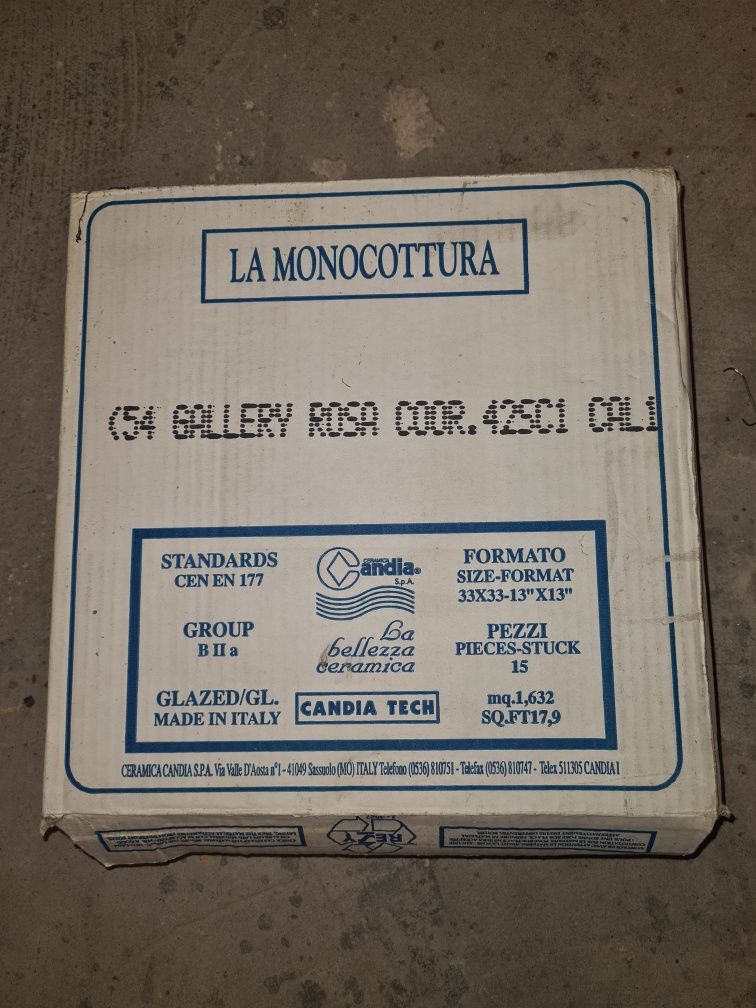 LA MONOCOTTURA
(54 GALLERY ROSA COOR.425C1 CAL1
STANDARDS
CEN EN 177
GROUP
B II a
GLAZED/GL.
MADE IN ITALY
CERAMICA
Candia®
S.p.A.
La
bellezza
ceramica
CANDIA TECH
FORMATO
SIZE-FORMAT
33X33-13"X13"
PEZZI
PIECES-STUCK
15
mq.1,632
SQ.FT17,9
CERAMICA CANDIA S.P.A. Via Valle D'Aosta n°1 - 41049 Sassuolo (MO) ITALY Telefono (0536) 810751 - Telefax (0536) 810747 - Telex 511305 CANDIA I
RESY